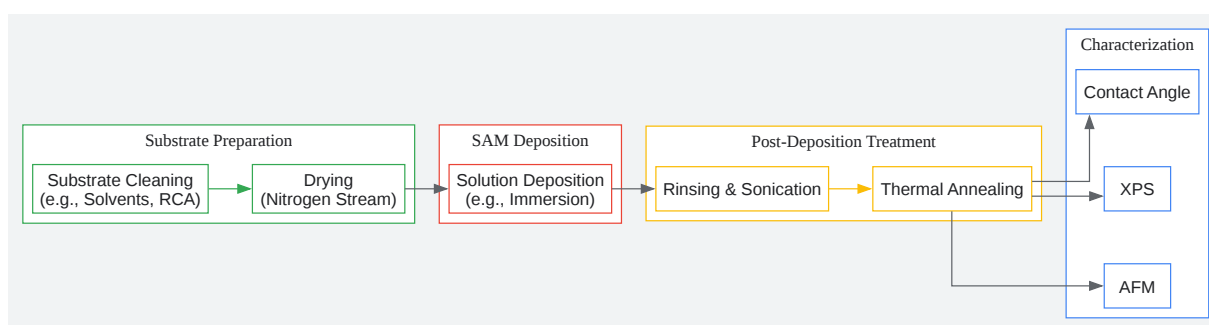 Substrate Preparation
Substrate Cleaning
(e.g., Solvents, RCA)
Drying
(Nitrogen Stream)
SAM Deposition
Solution Deposition
(e.g., Immersion)
Post-Deposition Treatment
Rinsing & Sonication
Thermal Annealing
Characterization
Contact Angle
XPS
AFM